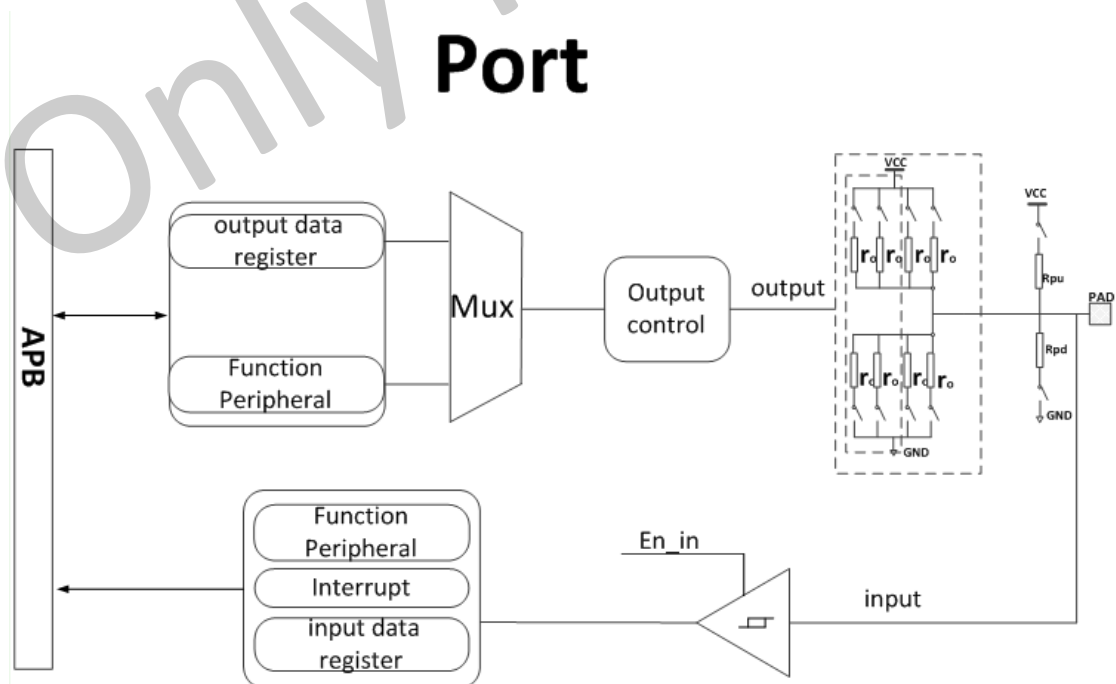 Only
Port
VCC
output data
register
rₒ rₒ rₒ rₒ
VCC
Rpu
PAD
APB
Mux
Output
control
output
Function
Peripheral
rₒ rₒ rₒ rₒ
Rpd
GND
GND
Function
Peripheral
Interrupt
input data
register
En_in
input